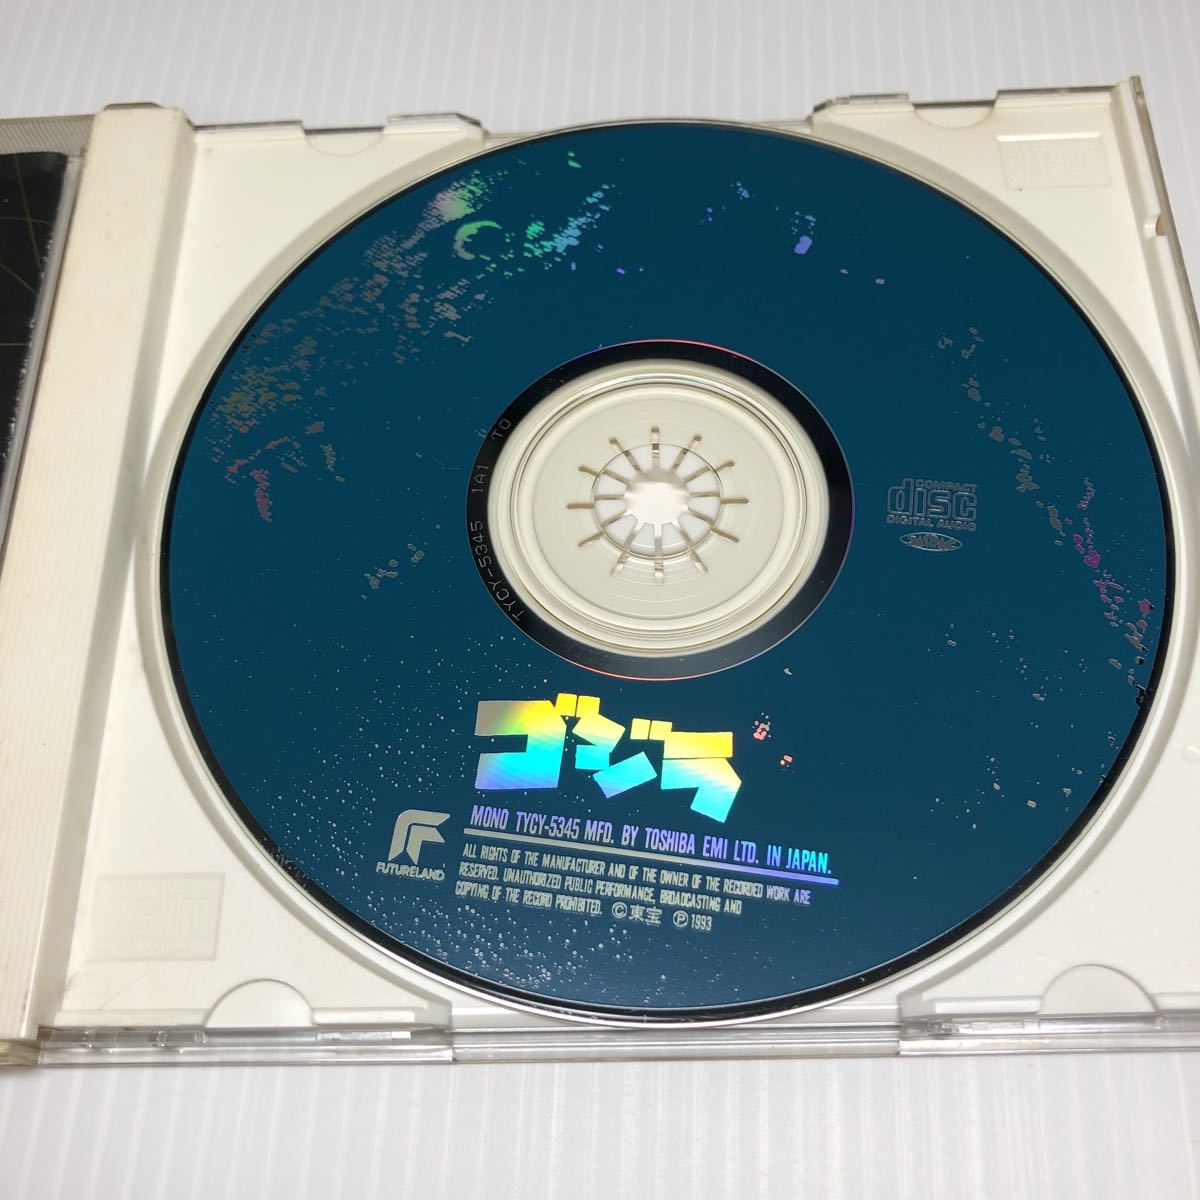 TYCY-5345 1A1 TO
COMPACT
disc
DIGITAL AUDIO
ゴジラ
MONO TYCY-5345 MFD. BY TOSHIBA EMI LTD. IN JAPAN.
FUTURELAND
ALL RIGHTS OF THE MANUFACTURER AND OF THE OWNER OF THE RECORDED WORK ARE
RESERVED. UNAUTHORIZED PUBLIC PERFORMANCE, BROADCASTING AND
COPYING OF THE RECORD PROHIBITED. ©東宝 ℗1993